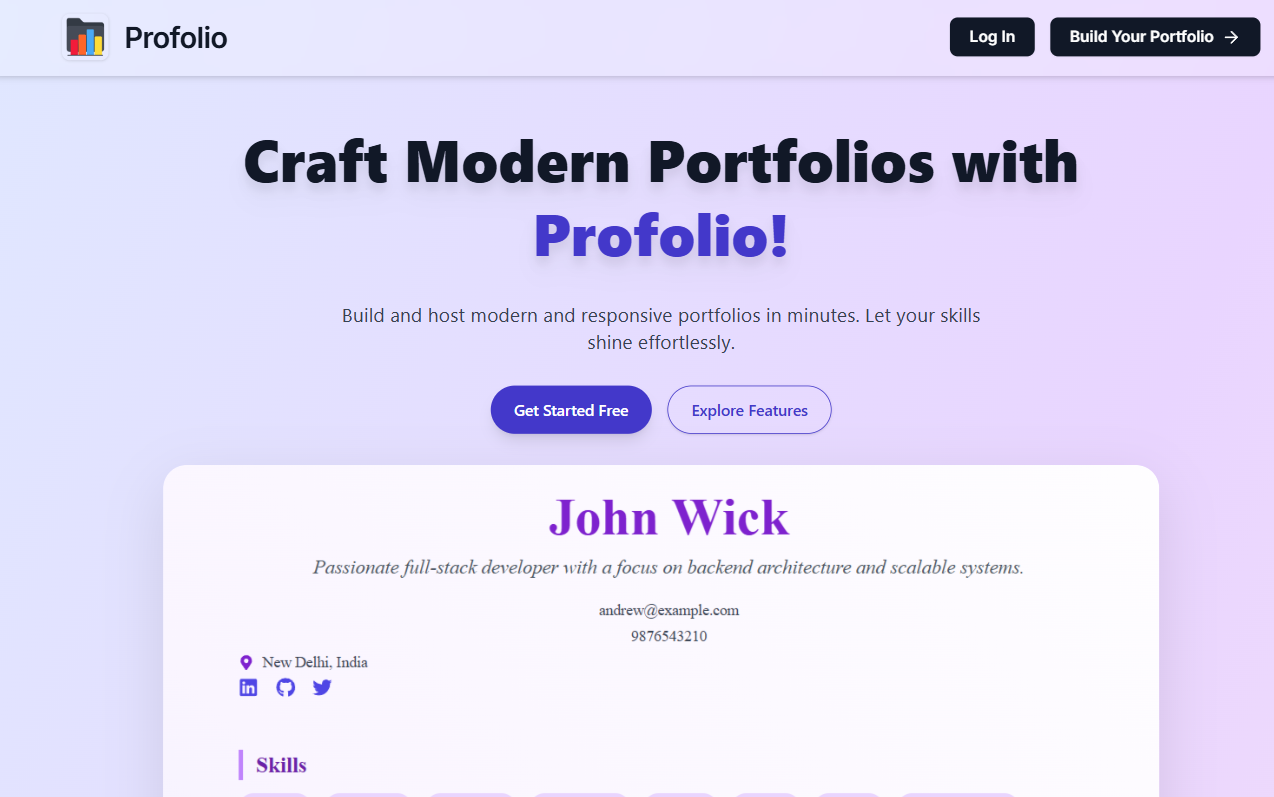 Profolio
Log In
Build Your Portfolio →
Craft Modern Portfolios with
Profolio!
Build and host modern and responsive portfolios in minutes. Let your skills
shine effortlessly.
Get Started Free
Explore Features
John Wick
Passionate full-stack developer with a focus on backend architecture and scalable systems.
andrew@example.com
9876543210
New Delhi, India
in
Skills